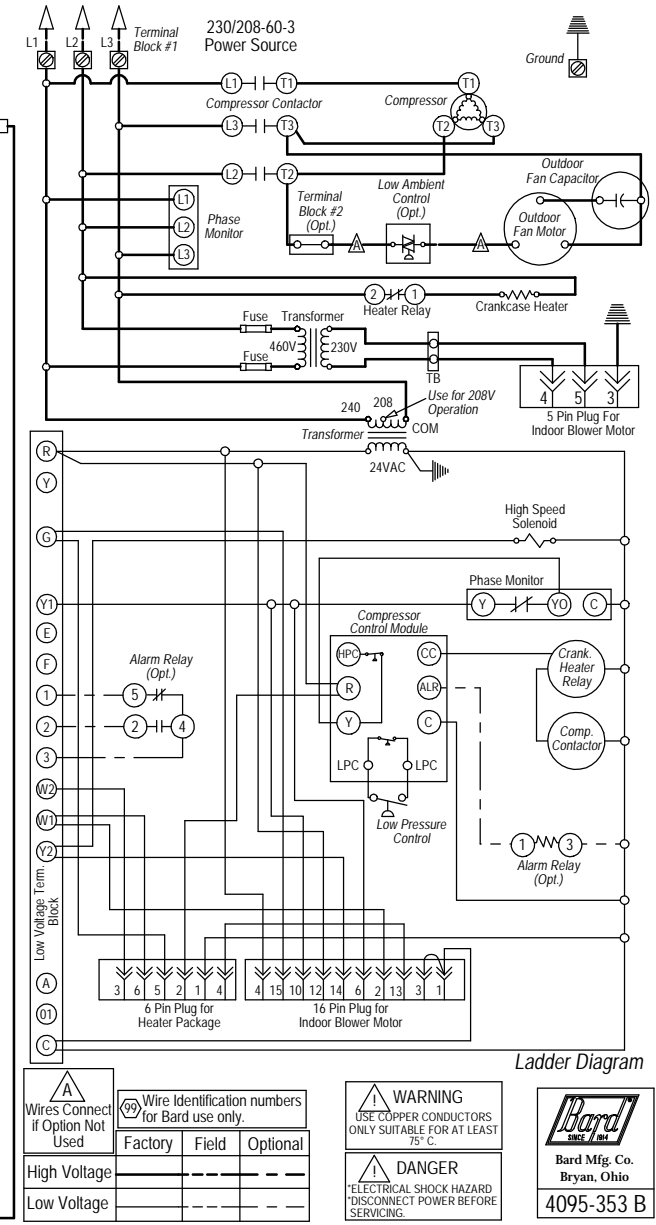 230/208-60-3
Power Source
Terminal
Block #1
L1
L2
L3
Ground
L1
T1
Compressor Contactor
L3
T3
L2
T2
Compressor
T1
T2
T3
Outdoor
Fan Capacitor
Outdoor
Fan Motor
Low Ambient
Control
(Opt.)
Terminal
Block #2
(Opt.)
A
A
L1
L2
L3
Phase
Monitor
2
1
Heater Relay
Crankcase Heater
Fuse
Transformer
460V
230V
Fuse
TB
4
5
3
5 Pin Plug For
Indoor Blower Motor
Use for 208V
Operation
240
208
COM
Transformer
24VAC
R
Y
G
Y1
E
F
1
2
3
W2
W1
Y2
Low Voltage Term.
Block
A
01
C
High Speed
Solenoid
Phase Monitor
Y
YO
C
Compressor
Control Module
HPC
CC
R
ALR
Y
C
LPC
LPC
Low Pressure
Control
Crank.
Heater
Relay
Comp.
Contactor
Alarm Relay
(Opt.)
5
2
4
1
3
Alarm Relay
(Opt.)
3 6 5 2 1 4
6 Pin Plug for
Heater Package
4 15 10 12 14 6 2 13 3 1
16 Pin Plug for
Indoor Blower Motor
Ladder Diagram
A
Wires Connect
if Option Not
Used
99 Wire Identification numbers
for Bard use only.
Factory Field Optional
High Voltage
Low Voltage
! WARNING
USE COPPER CONDUCTORS
ONLY SUITABLE FOR AT LEAST
75° C.
! DANGER
*ELECTRICAL SHOCK HAZARD
*DISCONNECT POWER BEFORE
SERVICING.
Bard
SINCE 1914
Bard Mfg. Co.
Bryan, Ohio
4095-353 B